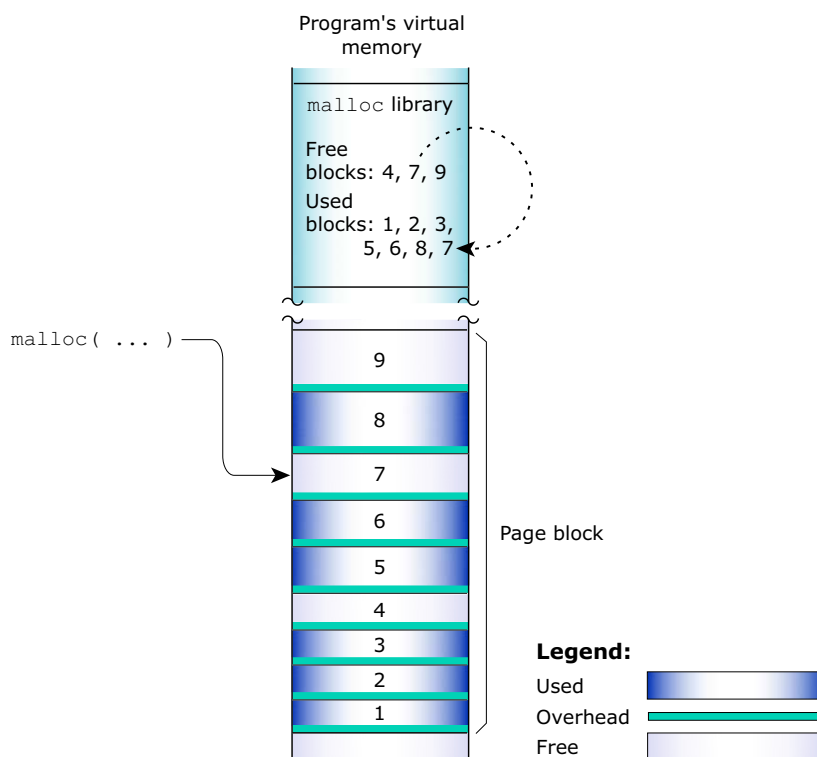 Program's virtual
memory
malloc library
Free
blocks: 4, 7, 9
Used
blocks: 1, 2, 3,
5, 6, 8, 7
malloc( ... )
9
8
7
6
5
4
3
2
1
Page block
Legend:
Used
Overhead
Free